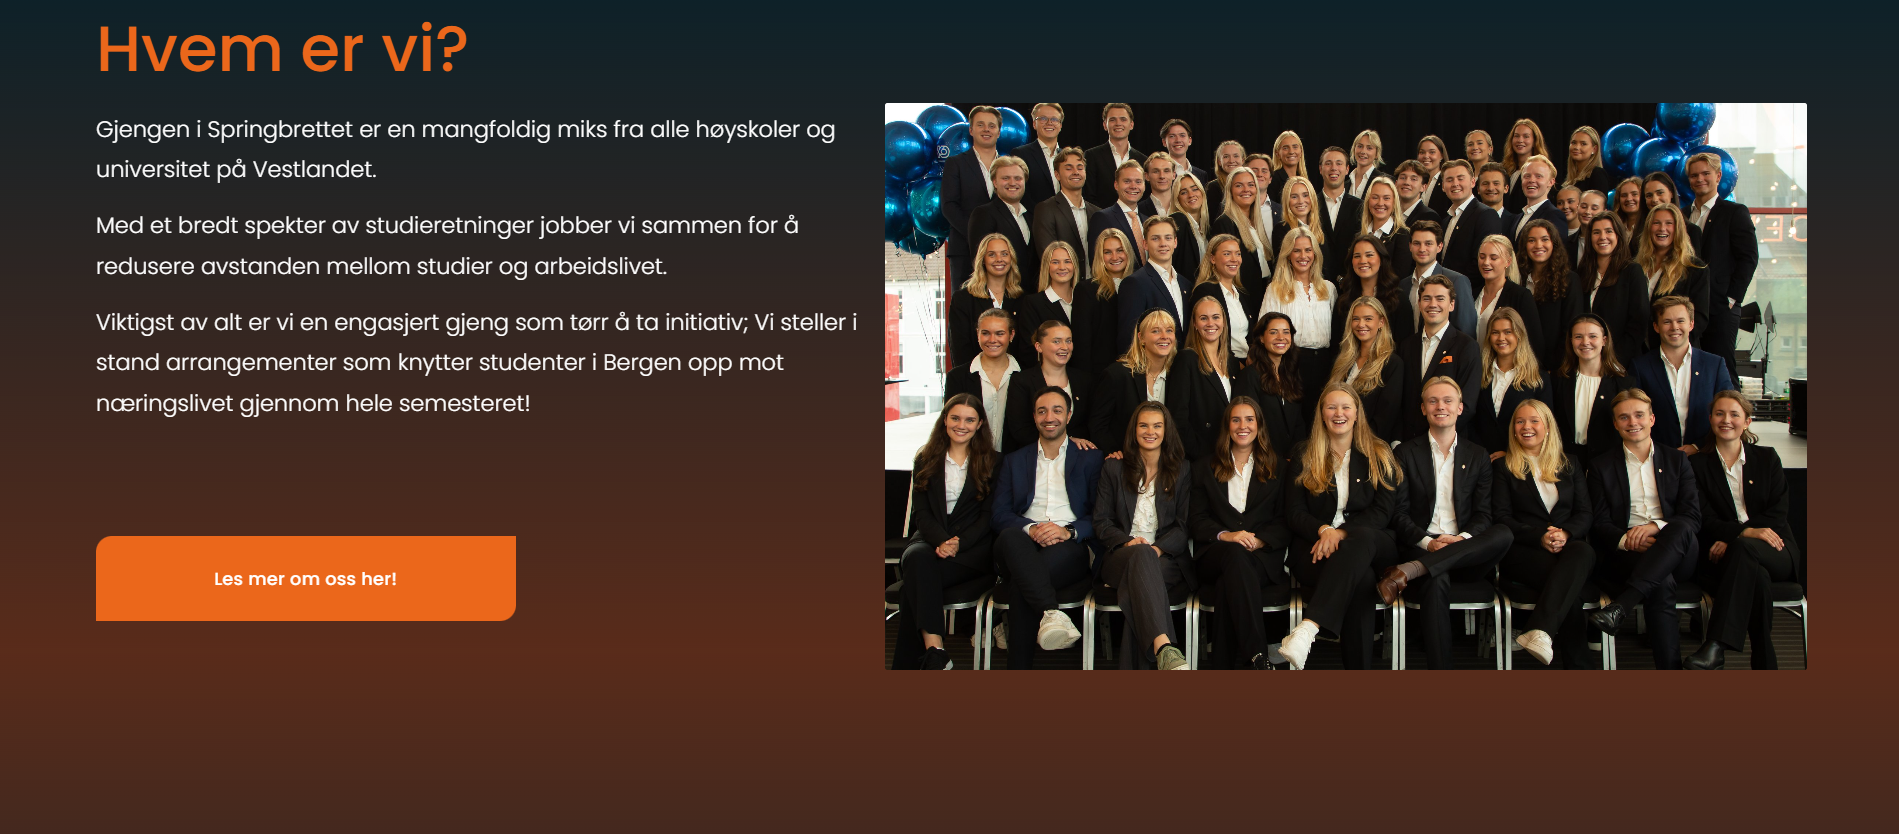 Hvem er vi?
Gjengen i Springbrettet er en mangfoldig miks fra alle høyskoler og
universitet på Vestlandet.
Med et bredt spekter av studieretninger jobber vi sammen for å
redusere avstanden mellom studier og arbeidslivet.
Viktigst av alt er vi en engasjert gjeng som tørr å ta initiativ; Vi steller i
stand arrangementer som knytter studenter i Bergen opp mot
næringslivet gjennom hele semesteret!
Les mer om oss her!